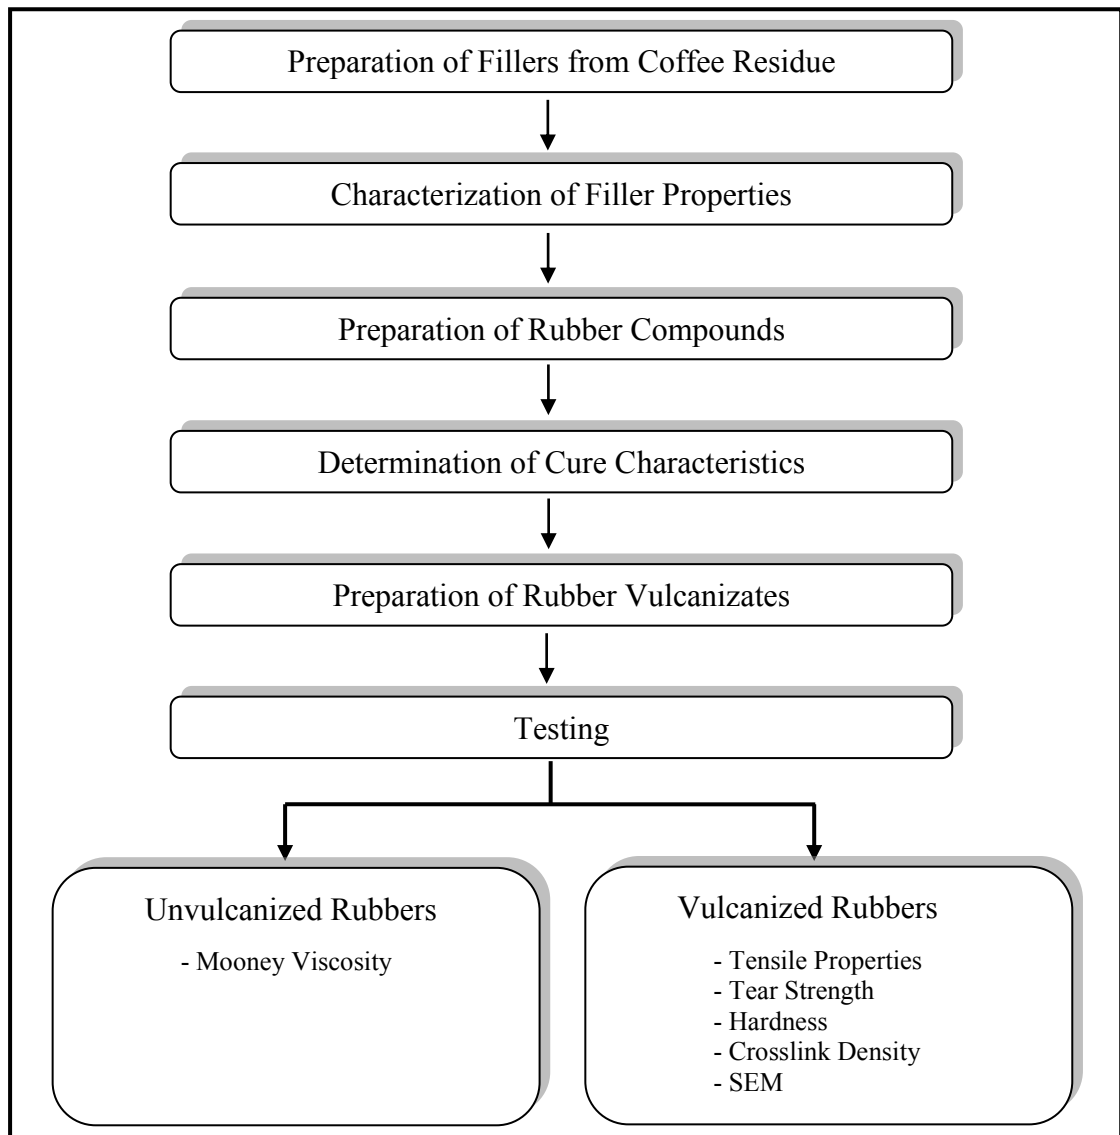 Preparation of Fillers from Coffee Residue
Characterization of Filler Properties
Preparation of Rubber Compounds
Determination of Cure Characteristics
Preparation of Rubber Vulcanizates
Testing
Unvulcanized Rubbers
- Mooney Viscosity
Vulcanized Rubbers
- Tensile Properties
- Tear Strength
- Hardness
- Crosslink Density
- SEM